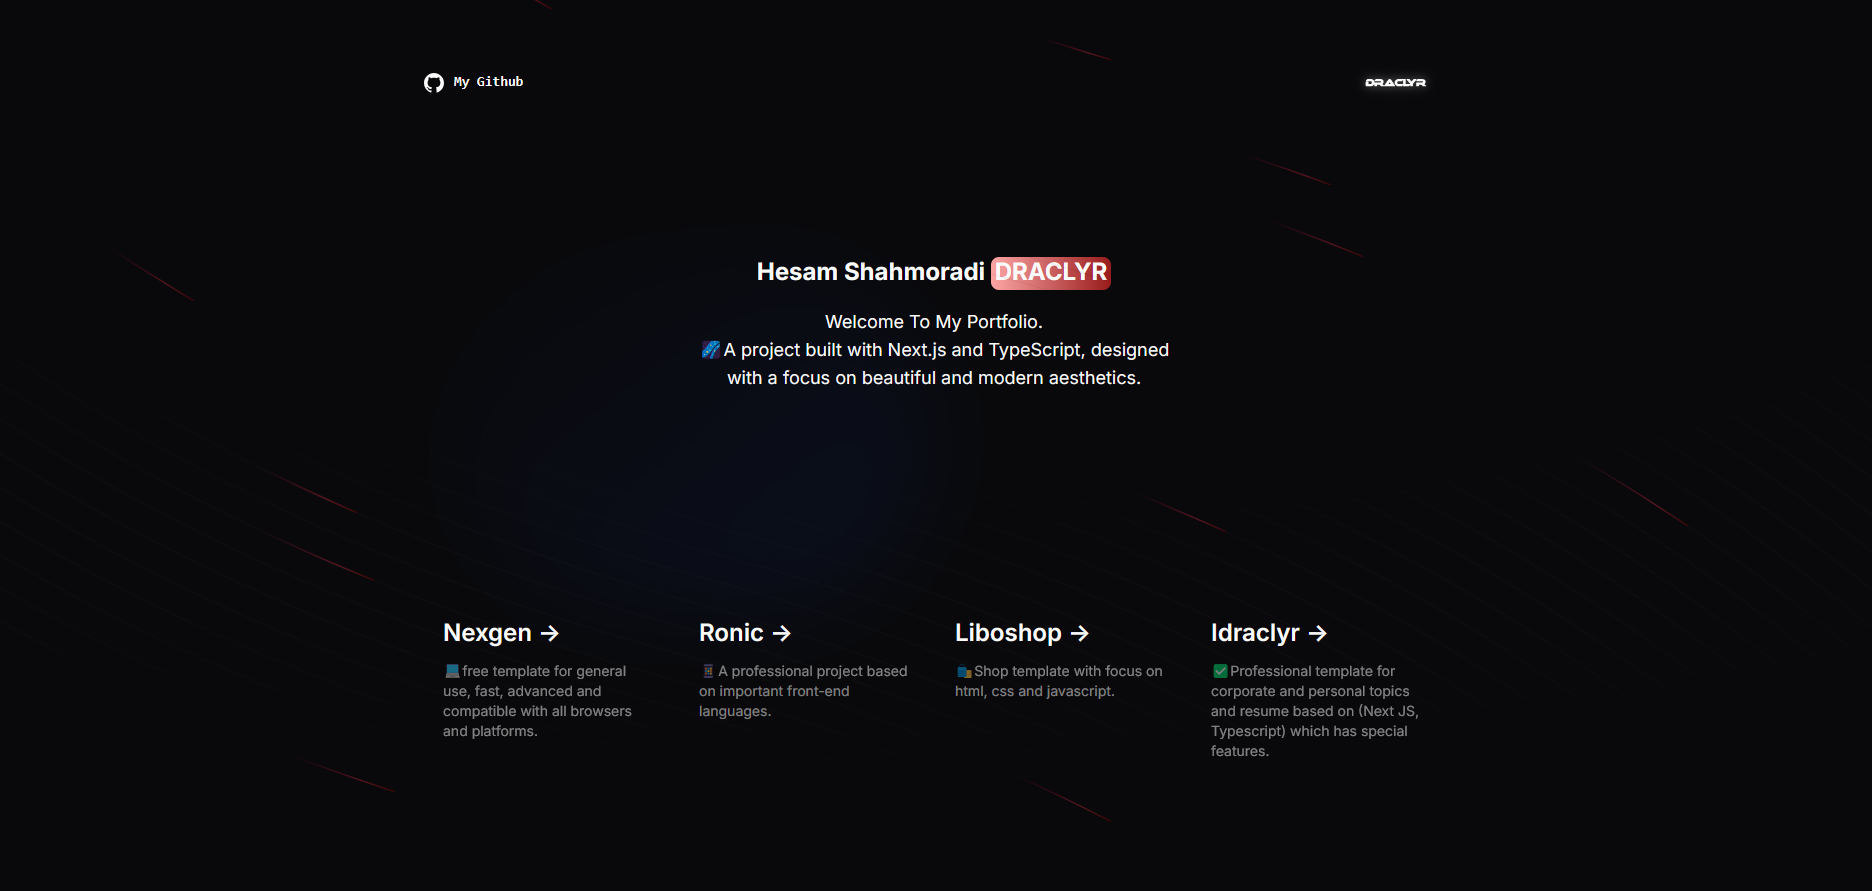 My Github
DRACLYR
Hesam Shahmoradi DRACLYR
Welcome To My Portfolio.
🌌A project built with Next.js and TypeScript, designed
with a focus on beautiful and modern aesthetics.
Nexgen →
💻free template for general
use, fast, advanced and
compatible with all browsers
and platforms.
Ronic →
A professional project based
on important front-end
languages.
Liboshop →
🛍️Shop template with focus on
html, css and javascript.
Idraclyr →
✅Professional template for
corporate and personal topics
and resume based on (Next JS,
Typescript) which has special
features.